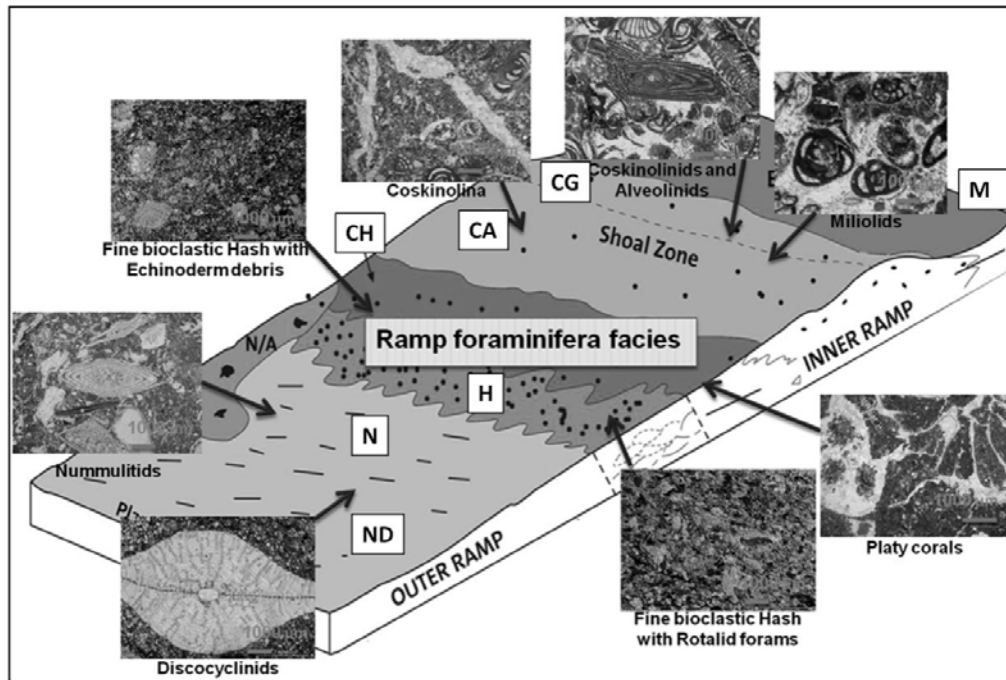 Coskinolina
Coskinolinids and
Alveolinids
Miliolids
M
CG
CA
CH
Shoal Zone
Fine bioclastic Hash with
Echinoderm debris
N/A
Ramp foraminifera facies
INNER RAMP
H
N
Nummulitids
ND
OUTER RAMP
Platy corals
Fine bioclastic Hash
with Rotalid forams
Discocyclinids